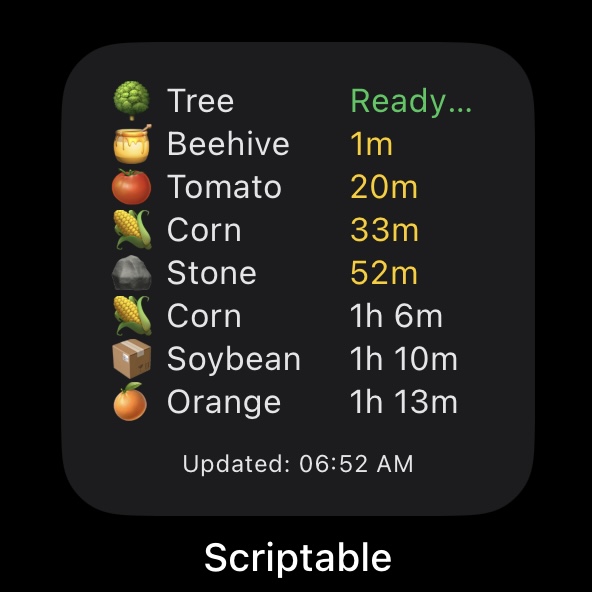 Tree Ready...
Beehive 1m
Tomato 20m
Corn 33m
Stone 52m
Corn 1h 6m
Soybean 1h 10m
Orange 1h 13m
Updated: 06:52 AM
Scriptable